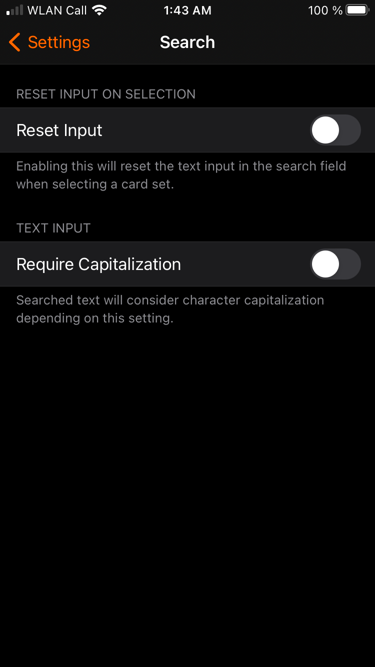 WLAN Call 1:43 AM 100 %
Settings Search
RESET INPUT ON SELECTION
Reset Input
Enabling this will reset the text input in the search field
when selecting a card set.
TEXT INPUT
Require Capitalization
Searched text will consider character capitalization
depending on this setting.